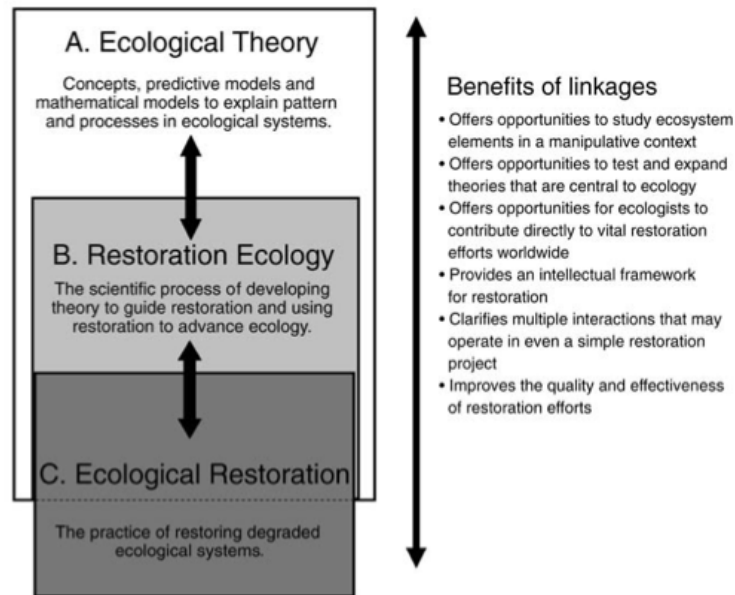 A. Ecological Theory
Concepts, predictive models and
mathematical models to explain pattern
and processes in ecological systems.
B. Restoration Ecology
The scientific process of developing
theory to guide restoration and using
restoration to advance ecology.
C. Ecological Restoration
The practice of restoring degraded
ecological systems.
Benefits of linkages
• Offers opportunities to study ecosystem
elements in a manipulative context
• Offers opportunities to test and expand
theories that are central to ecology
• Offers opportunities for ecologists to
contribute directly to vital restoration
efforts worldwide
• Provides an intellectual framework
for restoration
• Clarifies multiple interactions that may
operate in even a simple restoration
project
• Improves the quality and effectiveness
of restoration efforts